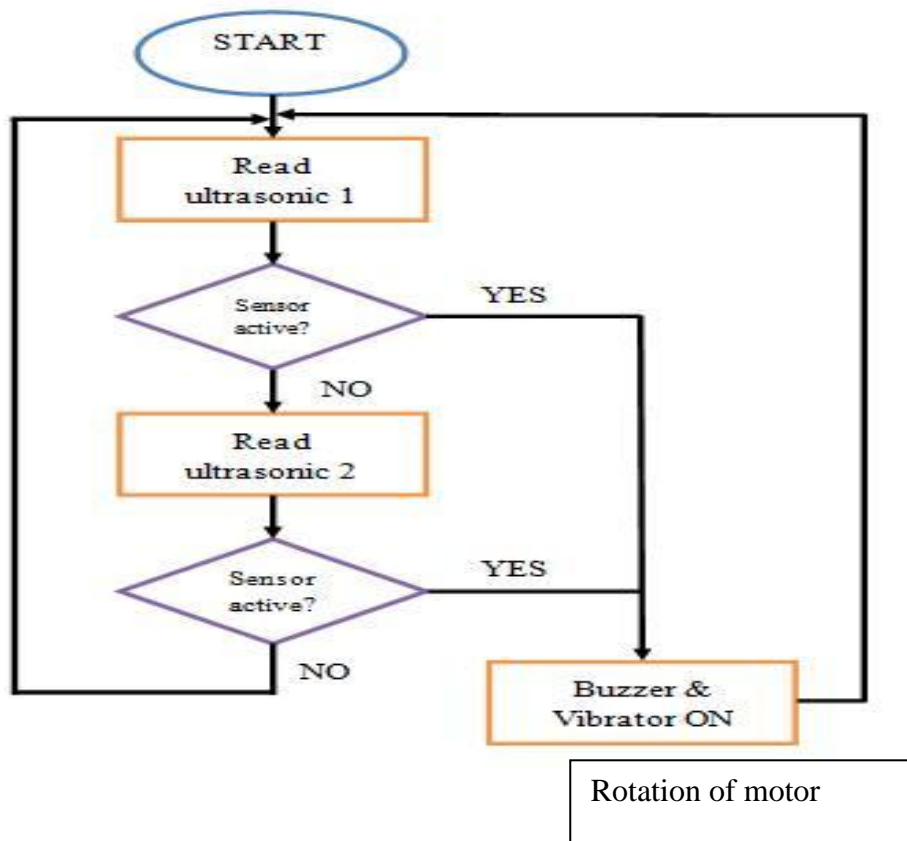 START
Read
ultrasonic 1
Sensor
active?
YES
NO
Read
ultrasonic 2
Sensor
active?
YES
NO
Buzzer &
Vibrator ON
Rotation of motor